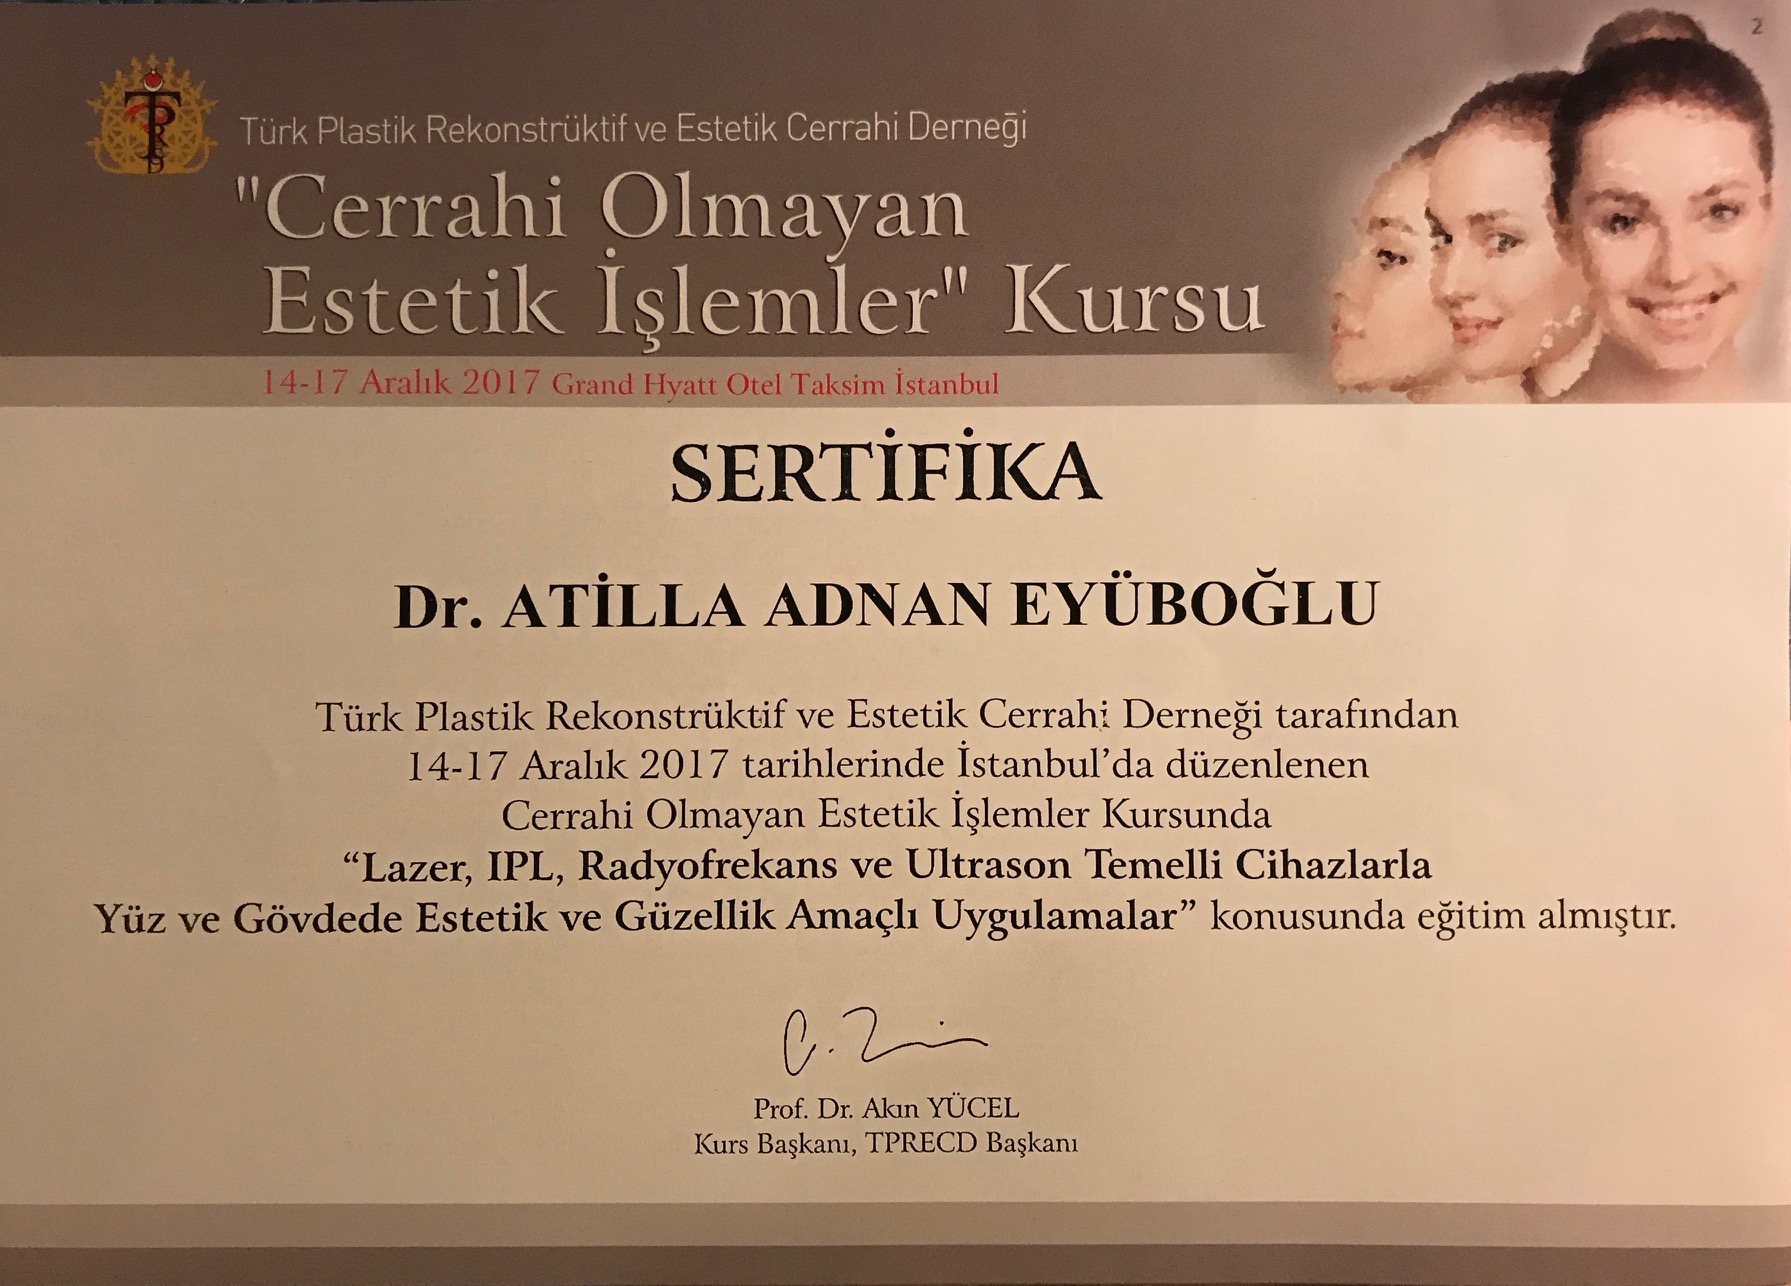 2
Türk Plastik Rekonstrüktif ve Estetik Cerrahi Derneği
"Cerrahi Olmayan
Estetik İşlemler" Kursu
14-17 Aralık 2017 Grand Hyatt Otel Taksim İstanbul
SERTİFİKA
Dr. ATİLLA ADNAN EYÜBOĞLU
Türk Plastik Rekonstrüktif ve Estetik Cerrahi Derneği tarafından
14-17 Aralık 2017 tarihlerinde İstanbul’da düzenlenen
Cerrahi Olmayan Estetik İşlemler Kursunda
“Lazer, IPL, Radyofrekans ve Ultrason Temelli Cihazlarla
Yüz ve Gövdede Estetik ve Güzellik Amaçlı Uygulamalar” konusunda eğitim almıştır.
Prof. Dr. Akın YÜCEL
Kurs Başkanı, TPRECD Başkanı